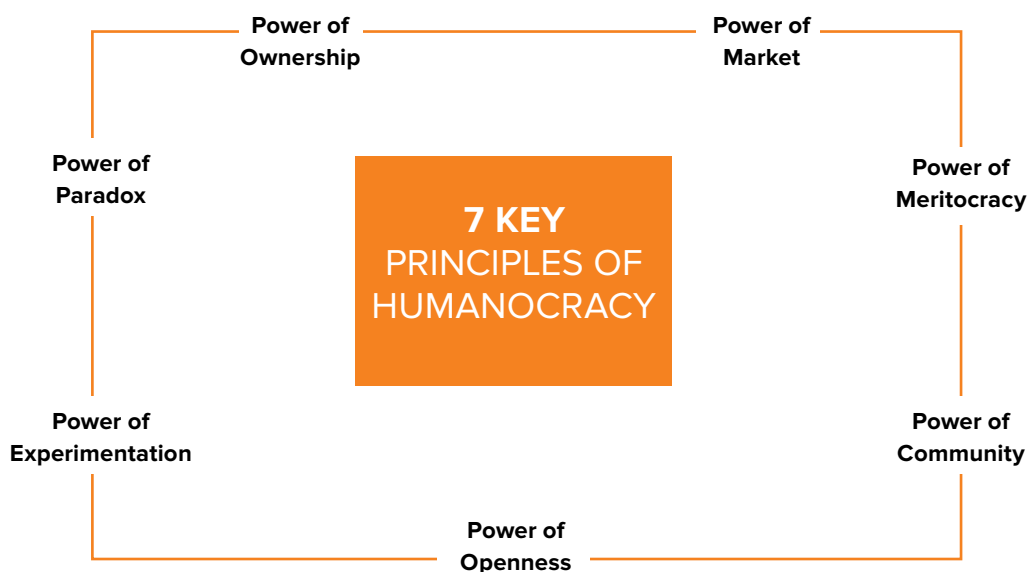 Power of
Ownership
Power of
Market
Power of
Paradox
Power of
Meritocracy
7 KEY
PRINCIPLES OF
HUMANOCRACY
Power of
Experimentation
Power of
Community
Power of
Openness